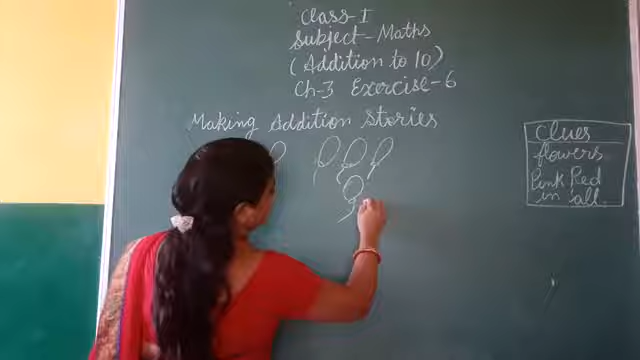 Class-I
Subject-Maths
(Addition to 10)
Ch-3 Exercise-6
Making Addition Stories
Clues
flowers
Pink Red
in all.